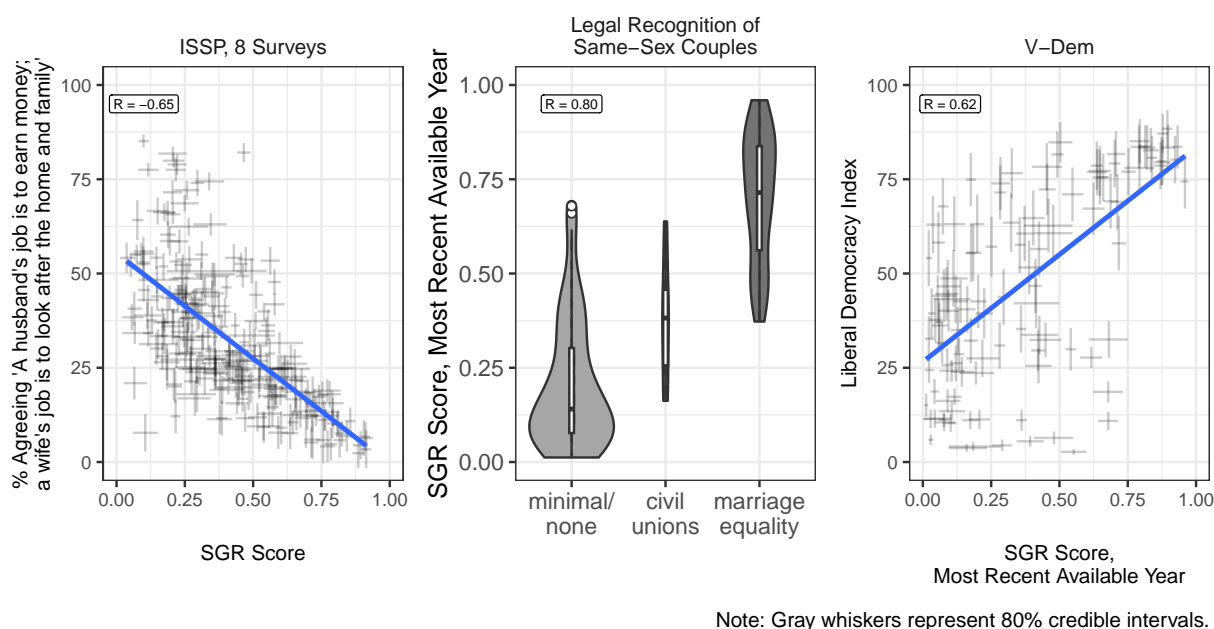 ISSP, 8 Surveys
% Agreeing 'A husband's job is to earn money;
a wife's job is to look after the home and family'
R = −0.65
100
75
50
25
0
0.00 0.25 0.50 0.75 1.00
SGR Score
Legal Recognition of
Same−Sex Couples
SGR Score, Most Recent Available Year
R = 0.80
1.00
0.75
0.50
0.25
0.00
minimal/ civil marriage
none unions equality
V−Dem
Liberal Democracy Index
R = 0.62
100
75
50
25
0
0.00 0.25 0.50 0.75 1.00
SGR Score,
Most Recent Available Year
Note: Gray whiskers represent 80% credible intervals.